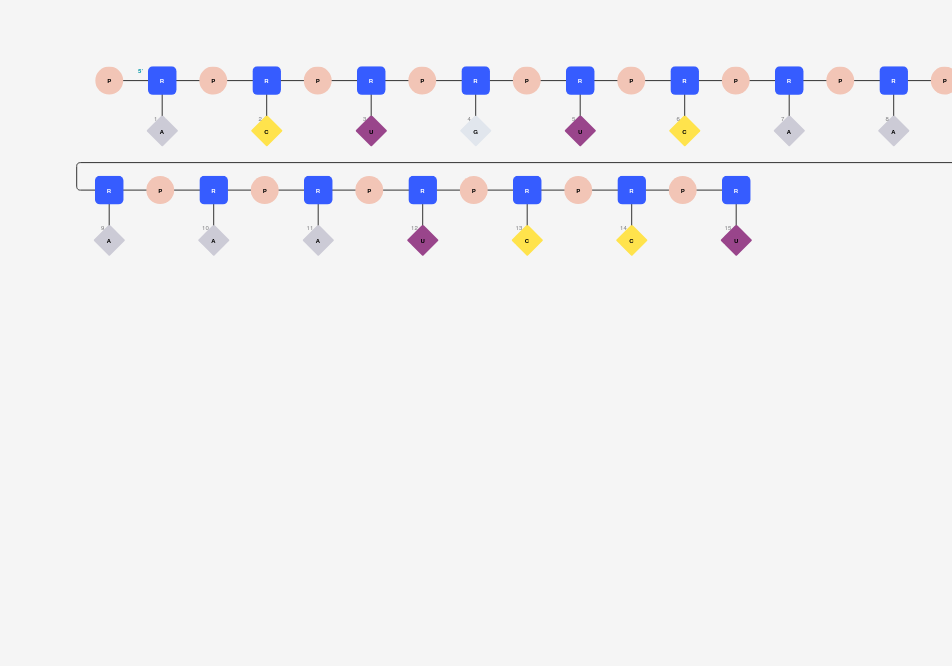 5'
P R P R P R P R P R P R P R P R P
1 2 3 4 5 6 7 8
A C U G U C A A
R P R P R P R P R P R P R
9 10 11 12 13 14 15
A A A U C C U